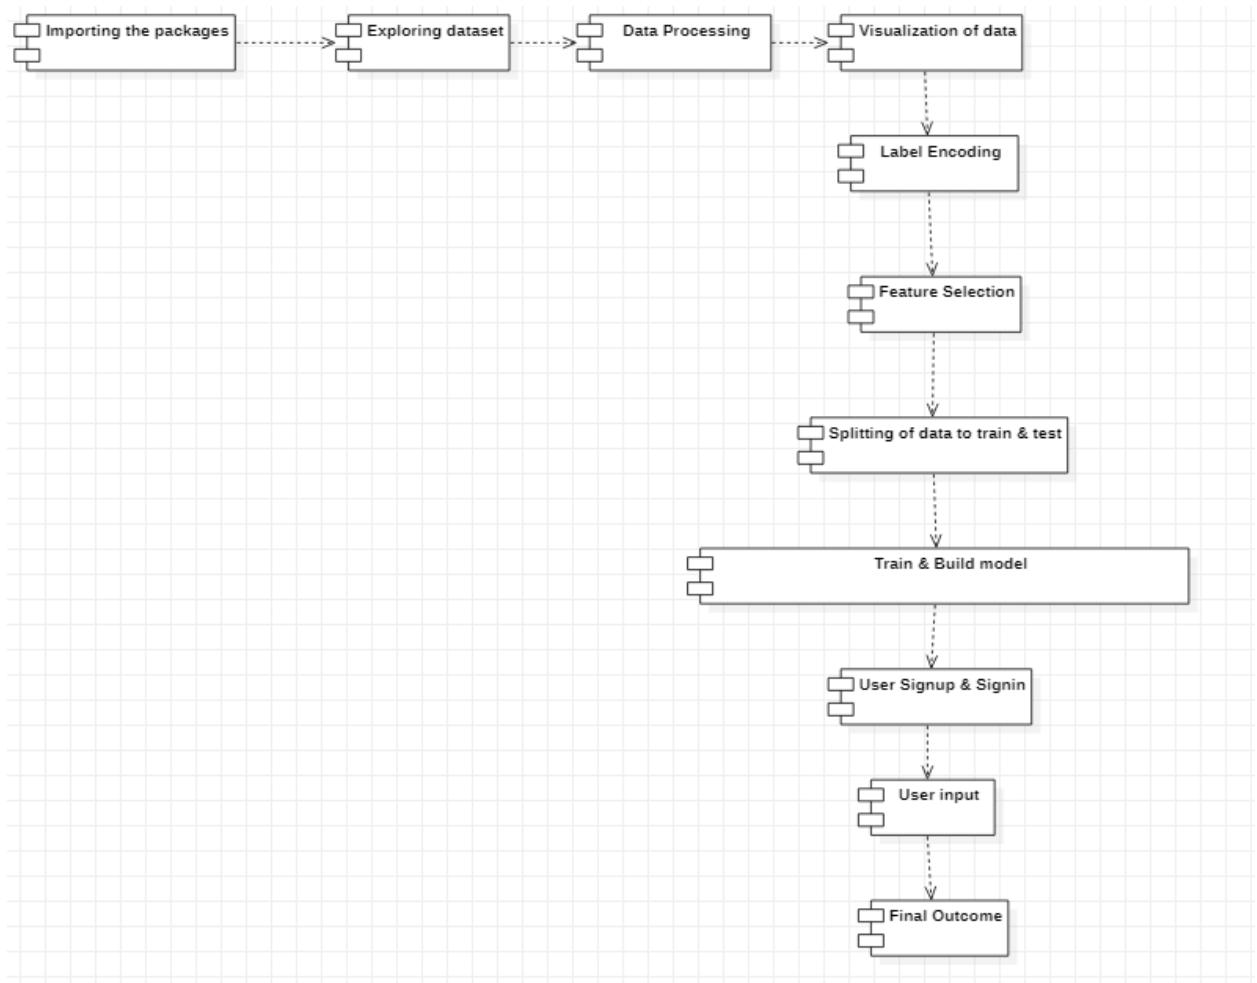 Importing the packages
Exploring dataset
Data Processing
Visualization of data
Label Encoding
Feature Selection
Splitting of data to train & test
Train & Build model
User Signup & Signin
User input
Final Outcome